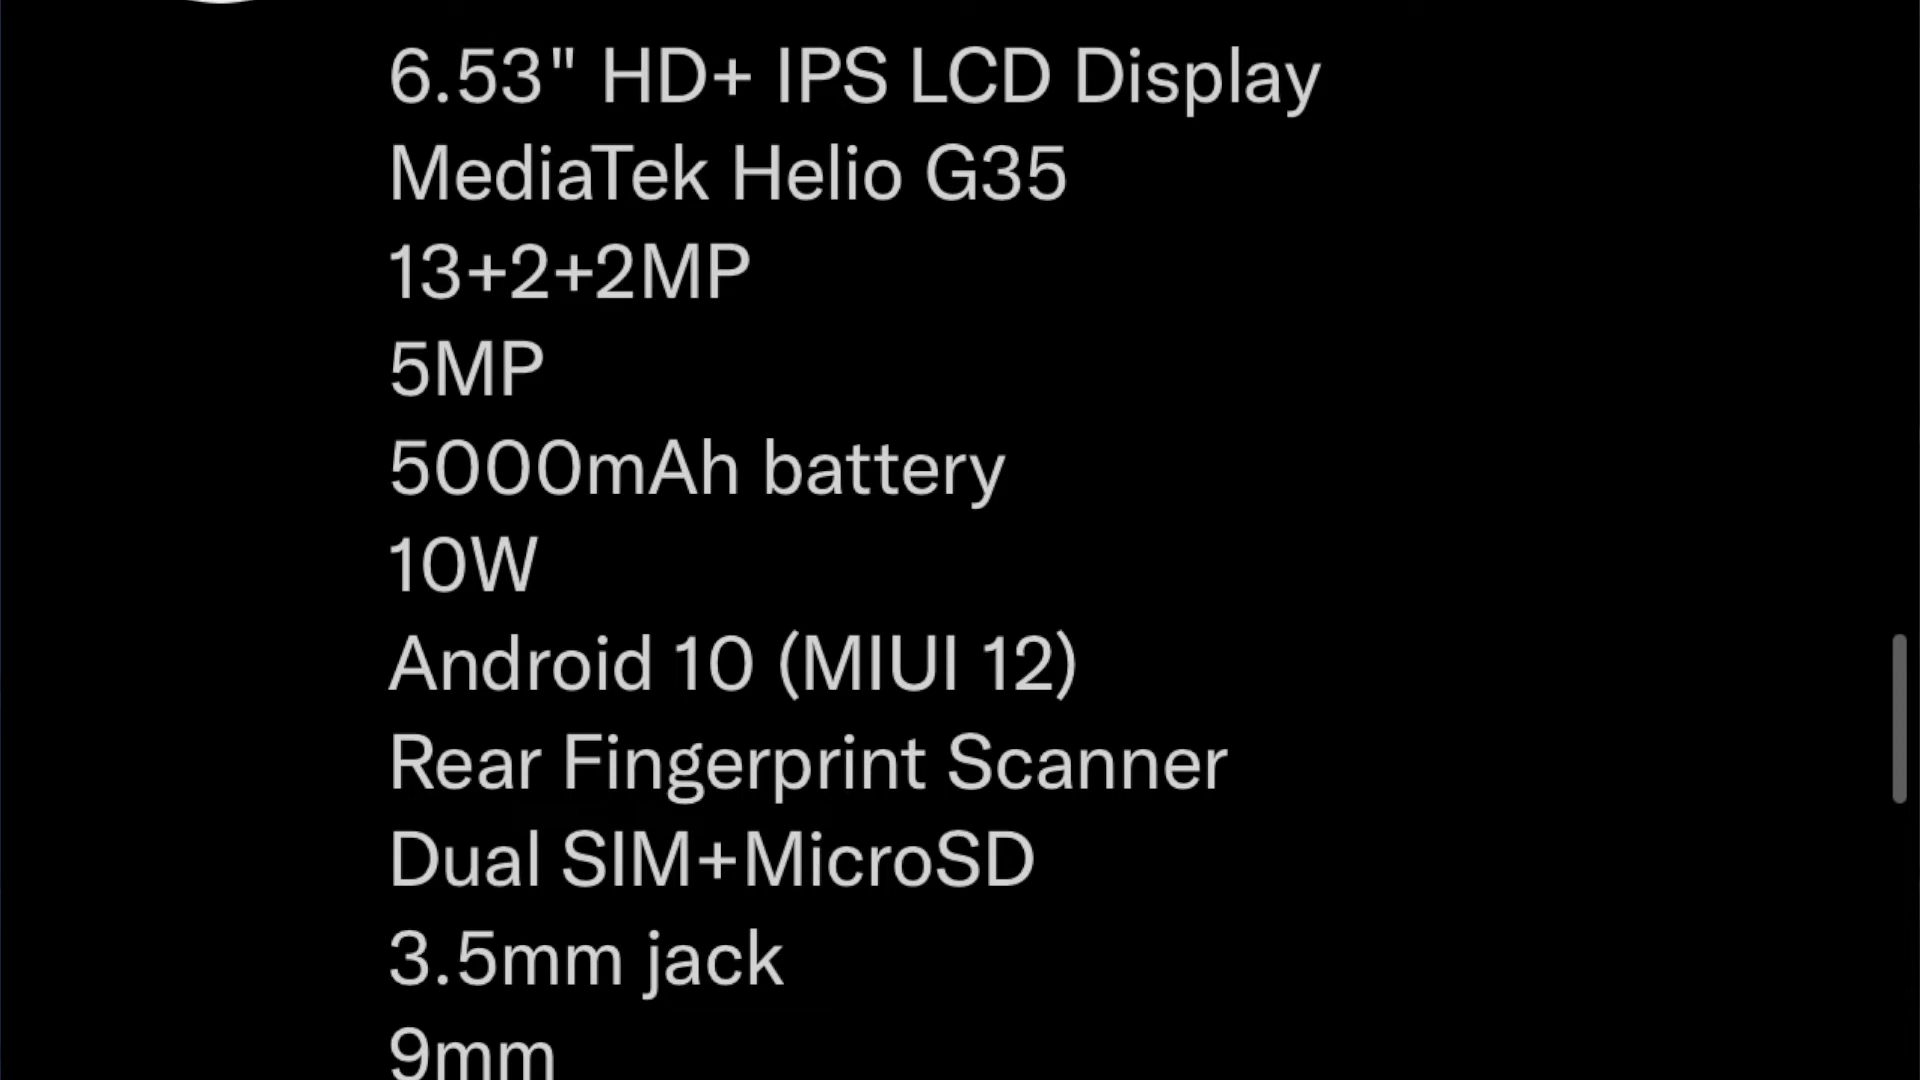 6.53" HD+ IPS LCD Display
MediaTek Helio G35
13+2+2MP
5MP
5000mAh battery
10W
Android 10 (MIUI 12)
Rear Fingerprint Scanner
Dual SIM+MicroSD
3.5mm jack
9mm